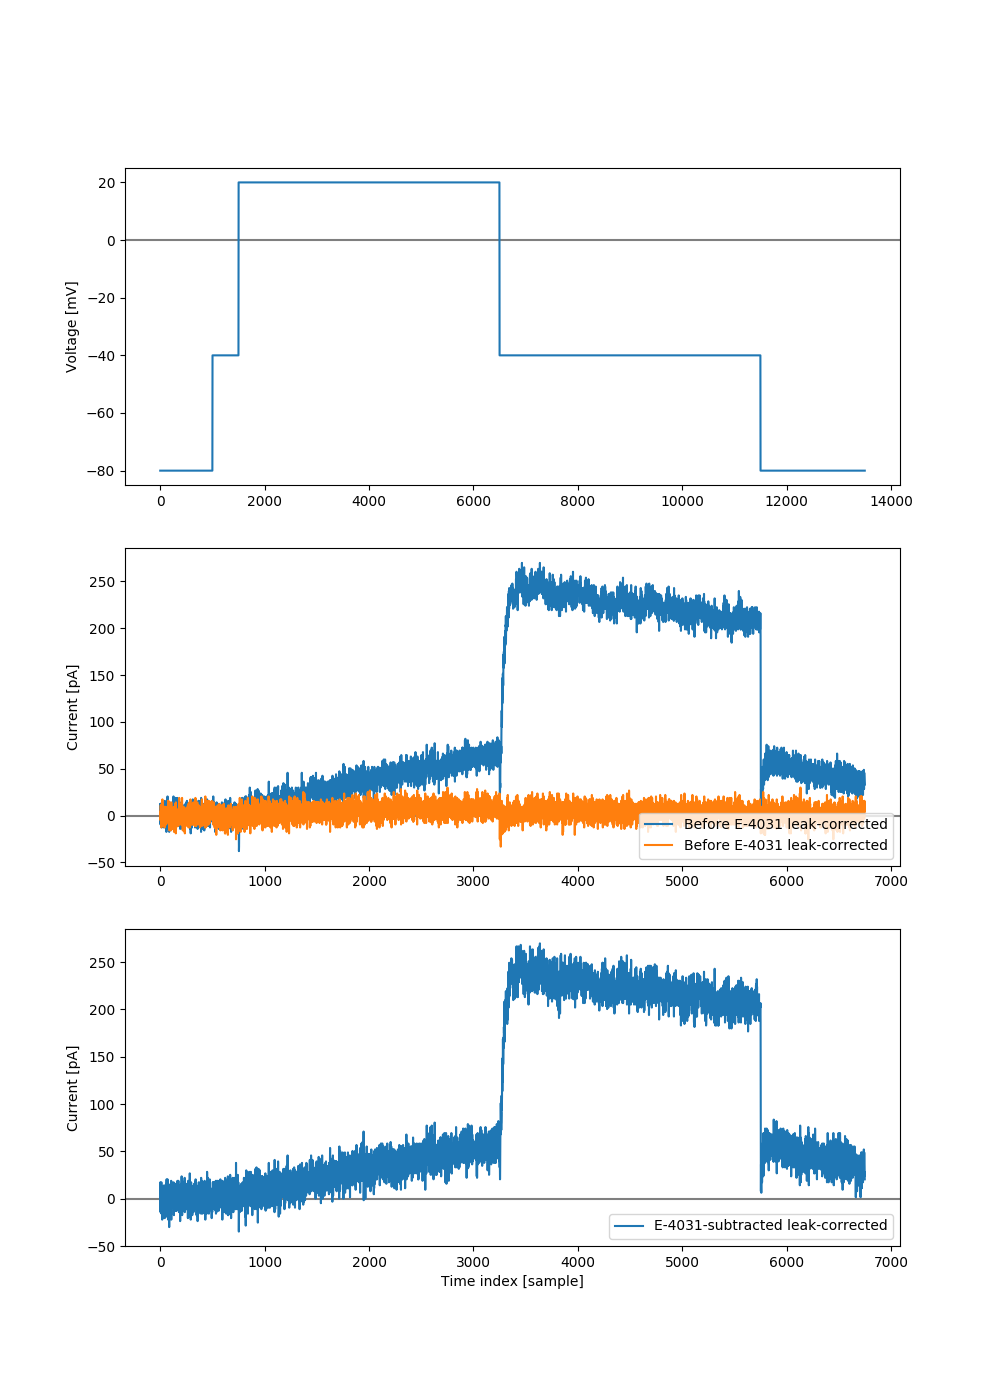 20
0
−20
−40
−60
−80
Voltage [mV]
0 2000 4000 6000 8000 10000 12000 14000
250
200
150
100
50
0
−50
Current [pA]
Before E-4031 leak-corrected
Before E-4031 leak-corrected
0 1000 2000 3000 4000 5000 6000 7000
250
200
150
100
50
0
−50
Current [pA]
E-4031-subtracted leak-corrected
0 1000 2000 3000 4000 5000 6000 7000
Time index [sample]